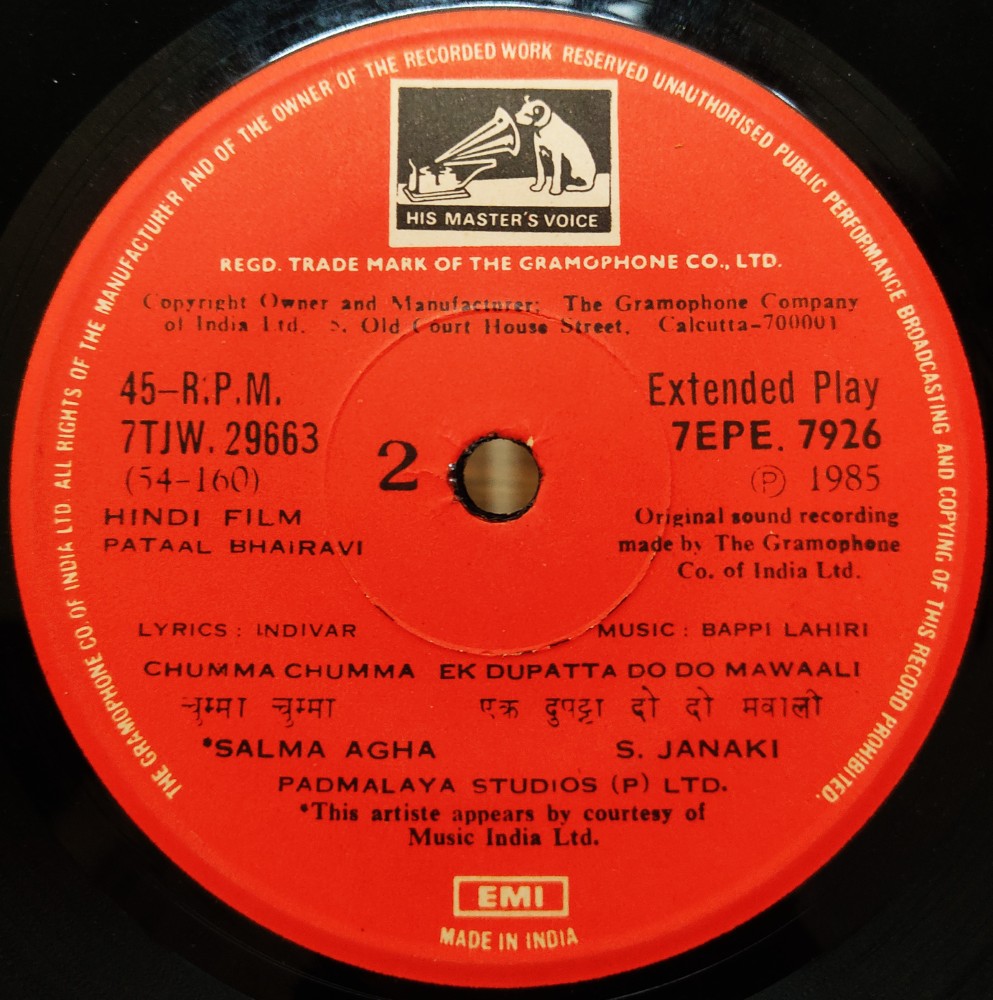 THE GRAMOPHONE CO. OF INDIA LTD. ALL RIGHTS OF THE MANUFACTURER AND OF THE OWNER OF THE RECORDED WORK RESERVED UNAUTHORISED PUBLIC PERFORMANCE BROADCASTING AND COPYING OF THIS RECORD PROHIBITED.
HIS MASTER'S VOICE
REGD. TRADE MARK OF THE GRAMOPHONE CO., LTD.
Copyright Owner and Manufacturer: The Gramophone Company
of India Ltd. 5, Old Court House Street, Calcutta-700001
45-R.P.M. Extended Play
7TJW. 29663 2 7EPE. 7926
(54-160) Ⓟ 1985
HINDI FILM Original sound recording
PATAAL BHAIRAVI made by The Gramophone
Co. of India Ltd.
LYRICS : INDIVAR MUSIC : BAPPI LAHIRI
CHUMMA CHUMMA EK DUPATTA DO DO MAWAALI
चुम्मा चुम्मा एक दुपट्टा दो दो मवाली
*SALMA AGHA S. JANAKI
PADMALAYA STUDIOS (P) LTD.
*This artiste appears by courtesy of
Music India Ltd.
EMI
MADE IN INDIA